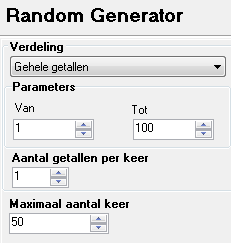 Random Generator
Verdeling
Gehele getallen
Parameters
Van Tot
1 100
Aantal getallen per keer
1
Maximaal aantal keer
50